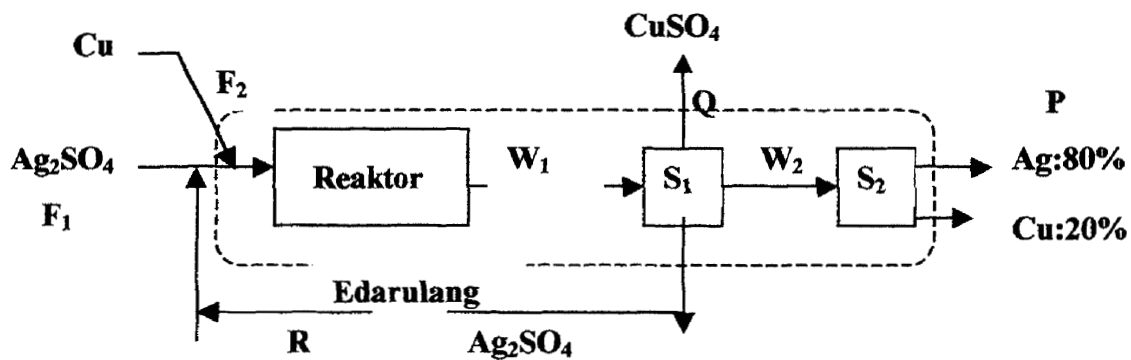 CuSO₄
Cu
F₂
Q
P
Ag₂SO₄
Reaktor
W₁
S₁
W₂
S₂
Ag:80%
F₁
Cu:20%
Edarulang
R
Ag₂SO₄